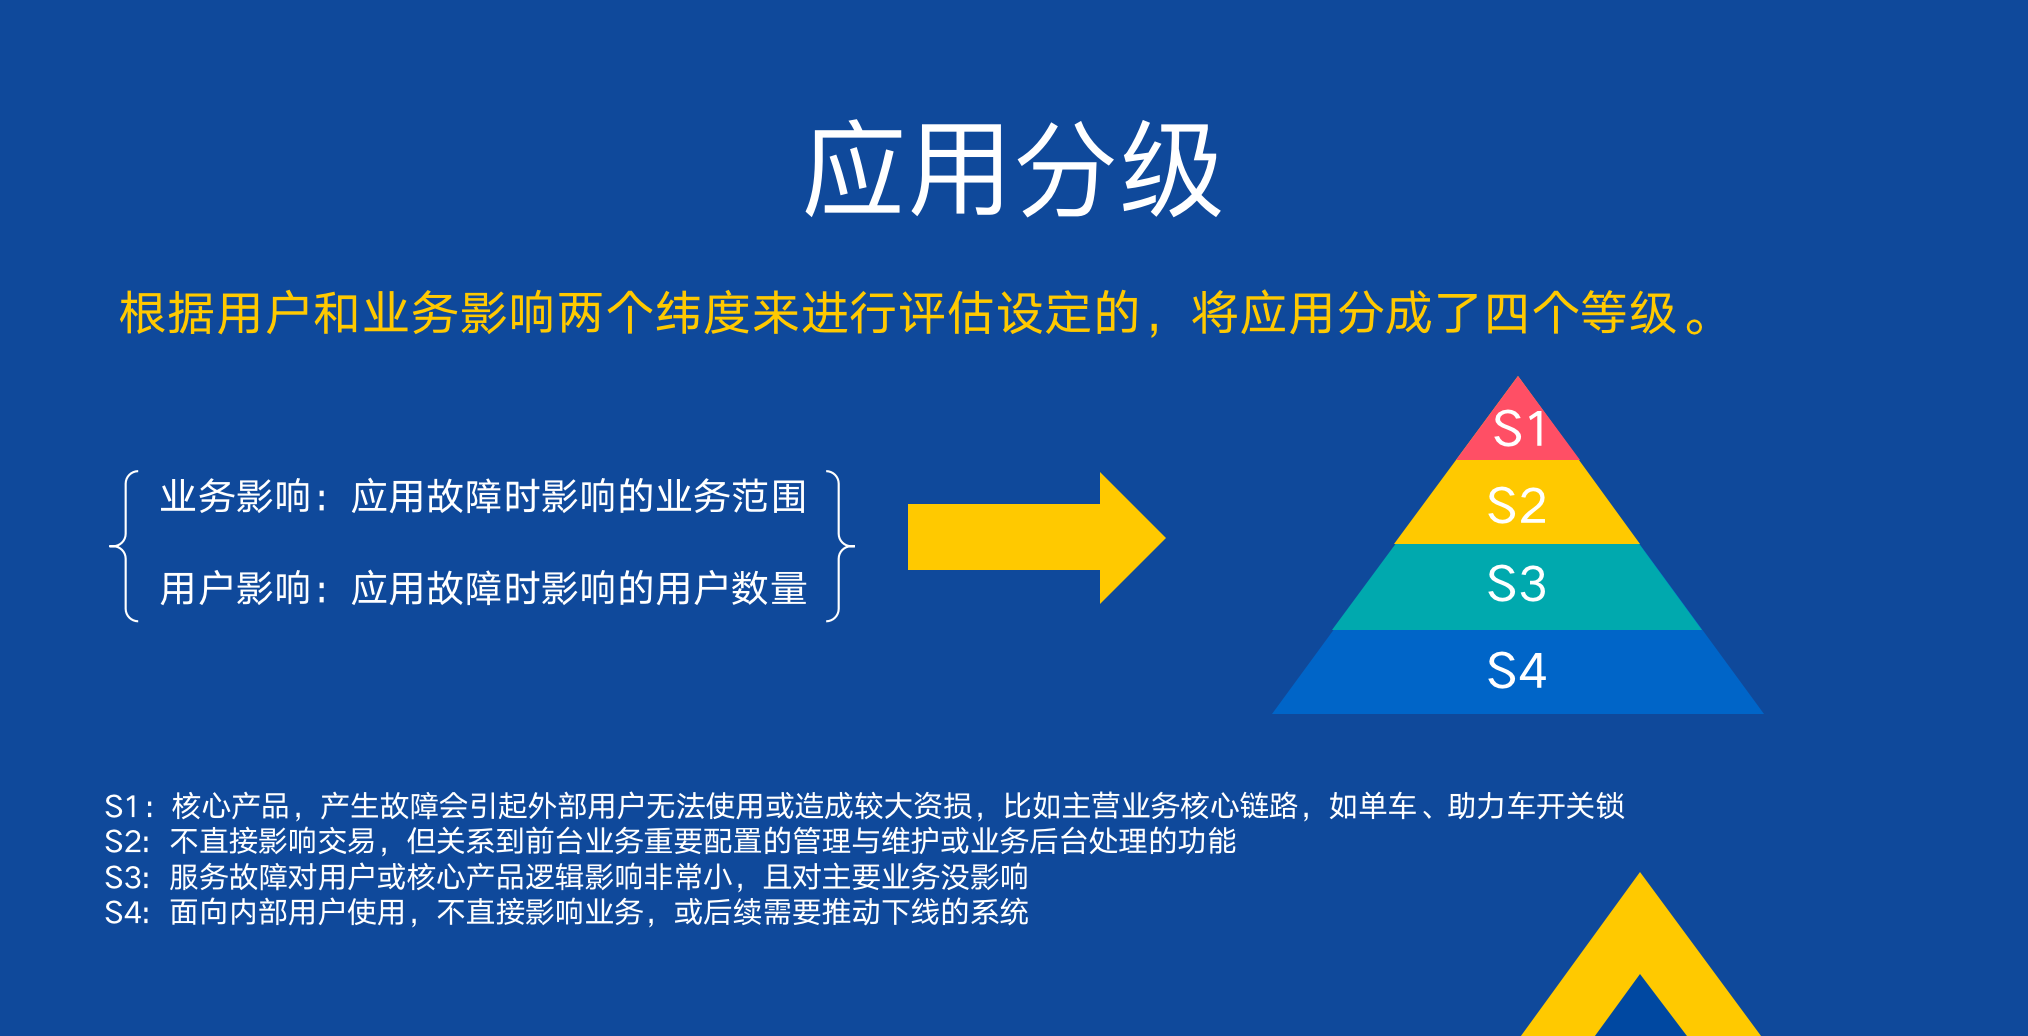 应用分级
根据用户和业务影响两个纬度来进行评估设定的，将应用分成了四个等级。
业务影响：应用故障时影响的业务范围
用户影响：应用故障时影响的用户数量
S1
S2
S3
S4
S1：核心产品，产生故障会引起外部用户无法使用或造成较大资损，比如主营业务核心链路，如单车、助力车开关锁
S2：不直接影响交易，但关系到前台业务重要配置的管理与维护或业务后台处理的功能
S3：服务故障对用户或核心产品逻辑影响非常小，且对主要业务没影响
S4：面向内部用户使用，不直接影响业务，或后续需要推动下线的系统